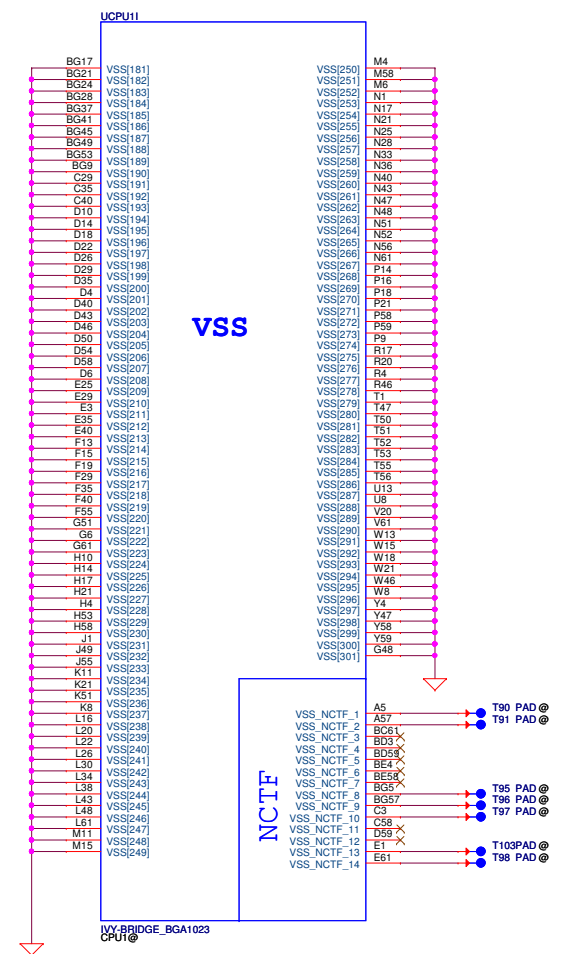 UCPU1I
BG17 VSS[181] VSS[250] M4
BG21 VSS[182] VSS[251] M58
BG24 VSS[183] VSS[252] M6
BG28 VSS[184] VSS[253] N1
BG37 VSS[185] VSS[254] N17
BG41 VSS[186] VSS[255] N21
BG45 VSS[187] VSS[256] N25
BG49 VSS[188] VSS[257] N28
BG53 VSS[189] VSS[258] N33
BG9 VSS[190] VSS[259] N36
C29 VSS[191] VSS[260] N40
C35 VSS[192] VSS[261] N43
C40 VSS[193] VSS[262] N47
D10 VSS[194] VSS[263] N48
D14 VSS[195] VSS[264] N51
D18 VSS[196] VSS[265] N52
D22 VSS[197] VSS[266] N56
D26 VSS[198] VSS[267] N61
D29 VSS[199] VSS[268] P14
D35 VSS[200] VSS[269] P16
D4 VSS[201] VSS[270] P18
D40 VSS[202] VSS[271] P21
D43 VSS[203] VSS[272] P58
VSS
D46 VSS[204] VSS[273] P59
D50 VSS[205] VSS[274] P9
D54 VSS[206] VSS[275] R17
D58 VSS[207] VSS[276] R20
D6 VSS[208] VSS[277] R4
E25 VSS[209] VSS[278] R46
E29 VSS[210] VSS[279] T1
E3 VSS[211] VSS[280] T47
E35 VSS[212] VSS[281] T50
E40 VSS[213] VSS[282] T51
F13 VSS[214] VSS[283] T52
F15 VSS[215] VSS[284] T53
F19 VSS[216] VSS[285] T55
F29 VSS[217] VSS[286] T56
F35 VSS[218] VSS[287] U13
F40 VSS[219] VSS[288] U8
F55 VSS[220] VSS[289] V20
G51 VSS[221] VSS[290] V61
G6 VSS[222] VSS[291] W13
G61 VSS[223] VSS[292] W15
H10 VSS[224] VSS[293] W18
H14 VSS[225] VSS[294] W21
H17 VSS[226] VSS[295] W46
H21 VSS[227] VSS[296] W8
H4 VSS[228] VSS[297] Y4
H53 VSS[229] VSS[298] Y47
H58 VSS[230] VSS[299] Y58
J1 VSS[231] VSS[300] Y59
J49 VSS[232] VSS[301] G48
J55 VSS[233]
K11 VSS[234]
K21 VSS[235]
K51 VSS[236]
K8 VSS[237] VSS_NCTF_1 A5 T90 PAD @
L16 VSS[238] VSS_NCTF_2 A57 T91 PAD @
L20 VSS[239] VSS_NCTF_3 BC61
L22 VSS[240] VSS_NCTF_4 BD3
L26 VSS[241] VSS_NCTF_5 BD59
L30 VSS[242] VSS_NCTF_6 BE4
L34 VSS[243] VSS_NCTF_7 BE58
L38 VSS[244] VSS_NCTF_8 BG5 T95 PAD @
L43 VSS[245] VSS_NCTF_9 BG57 T96 PAD @
L48 VSS[246] VSS_NCTF_10 C3 T97 PAD @
L61 VSS[247] VSS_NCTF_11 C58
M11 VSS[248] VSS_NCTF_12 D59
M15 VSS[249] VSS_NCTF_13 E1 T103PAD @
VSS_NCTF_14 E61 T98 PAD @
NCTF
IVY-BRIDGE_BGA1023
CPU1@